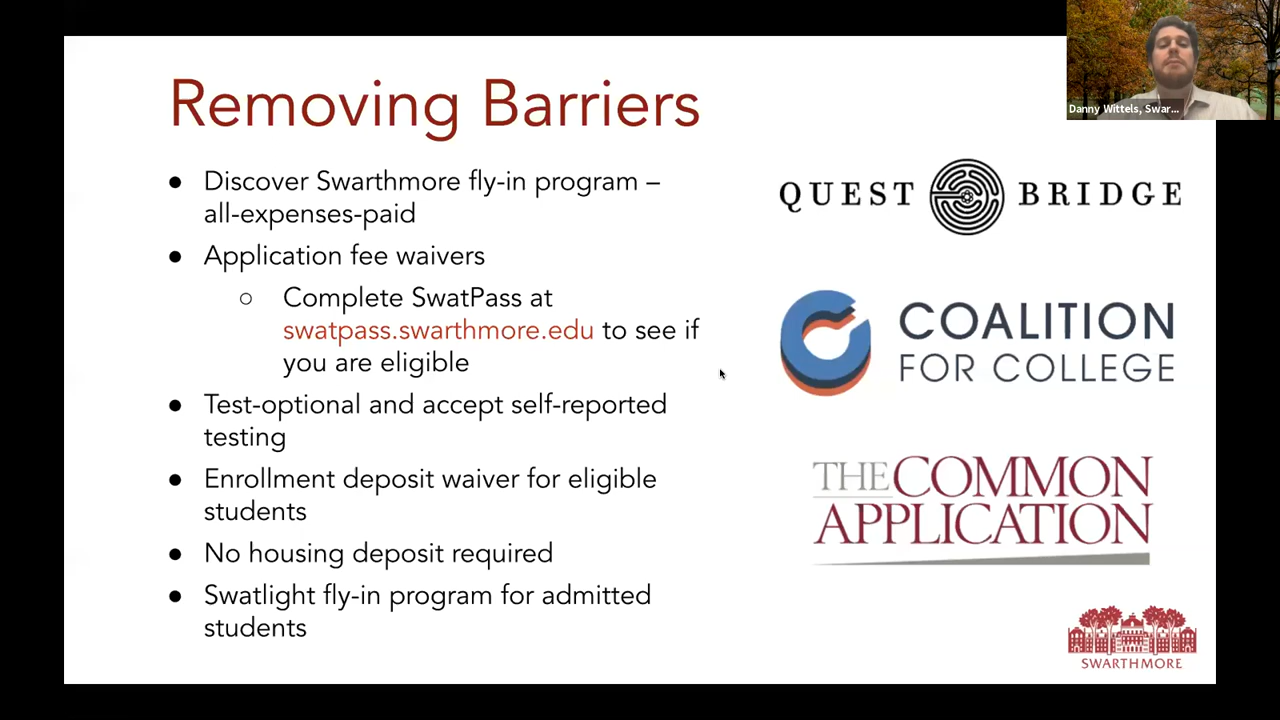 Removing Barriers
● Discover Swarthmore fly-in program –
all-expenses-paid
● Application fee waivers
○ Complete SwatPass at
swatpass.swarthmore.edu to see if
you are eligible
● Test-optional and accept self-reported
testing
● Enrollment deposit waiver for eligible
students
● No housing deposit required
● Swatlight fly-in program for admitted
students
Danny Wittels, Swar...
QUEST BRIDGE
COALITION
FOR COLLEGE
THE COMMON
APPLICATION
SWARTHMORE